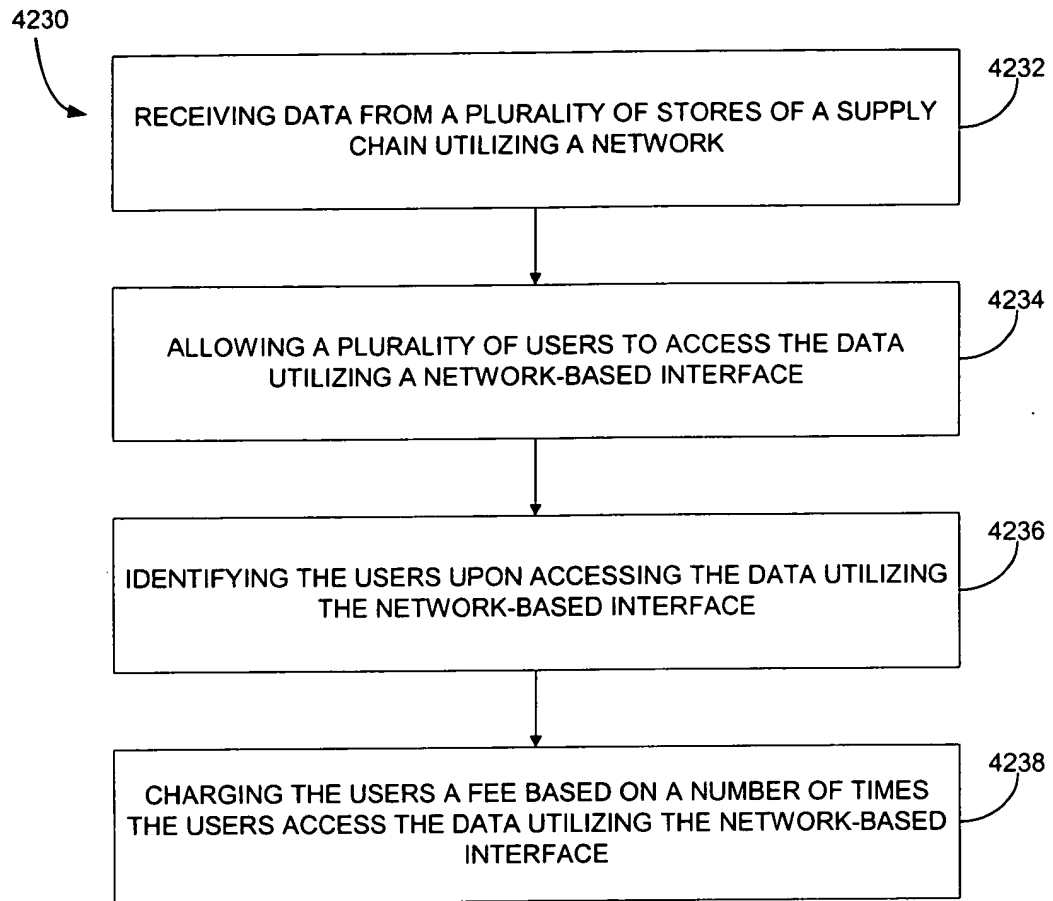 4230
4232
RECEIVING DATA FROM A PLURALITY OF STORES OF A SUPPLY
CHAIN UTILIZING A NETWORK
4234
ALLOWING A PLURALITY OF USERS TO ACCESS THE DATA
UTILIZING A NETWORK-BASED INTERFACE
4236
IDENTIFYING THE USERS UPON ACCESSING THE DATA UTILIZING
THE NETWORK-BASED INTERFACE
4238
CHARGING THE USERS A FEE BASED ON A NUMBER OF TIMES
THE USERS ACCESS THE DATA UTILIZING THE NETWORK-BASED
INTERFACE